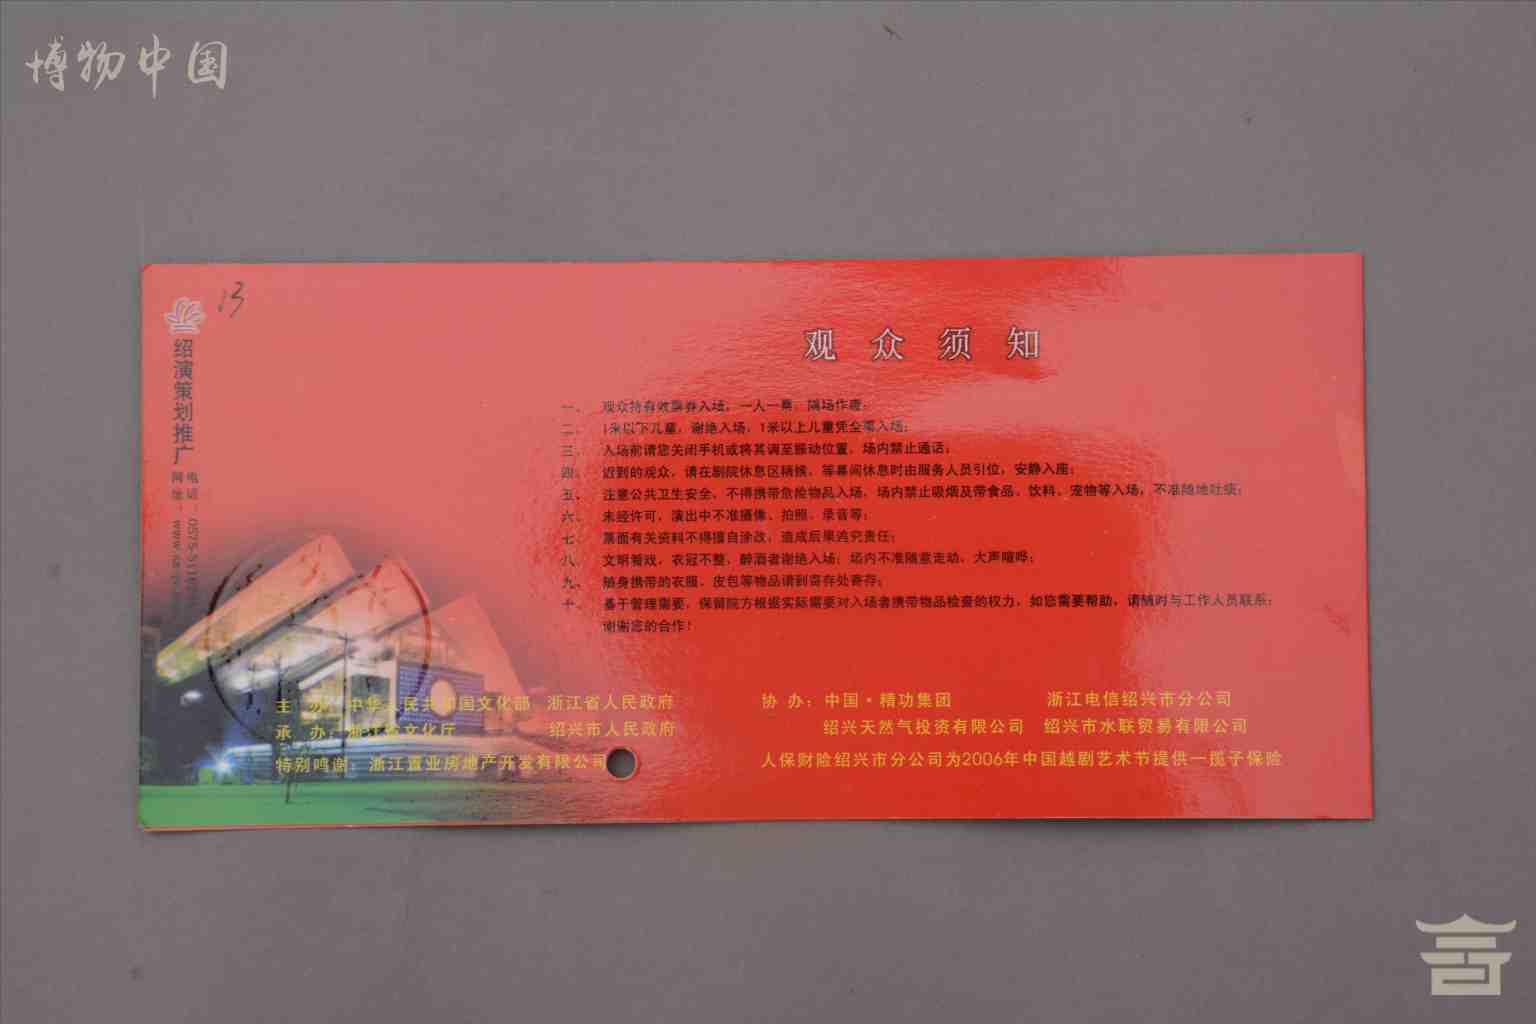 博物中国
13
绍演策划推广
观众须知
一、观众持有效票券入场，一人一票，隔场作废；
二、1米以下儿童，谢绝入场，1米以上儿童凭全票入场；
三、入场前请您关闭手机或将其调至振动位置，场内禁止通话；
四、迟到的观众，请在剧院休息区稍候，等幕间休息时由服务人员引位，安静入座；
五、注意公共卫生安全，不得携带危险物品入场，场内禁止吸烟及带食品、饮料、宠物等入场，不准随地吐痰；
六、未经许可，演出中不准摄像、拍照、录音等；
七、票面有关资料不得擅自涂改，造成后果鸿究责任；
八、文明看戏，衣冠不整、醉酒者谢绝入场；场内不准随意走动、大声喧哗；
九、随身携带的衣服、皮包等物品请到寄存处寄存；
十、基于管理需要，保留院方根据实际需要对入场者携带物品检查的权力，如您需要帮助，请随时与工作人员联系；
谢谢您的合作！
主 办：中华人民共和国文化部 浙江省人民政府
承 办：浙江省文化厅 绍兴市人民政府
特别鸣谢：浙江置业房地产开发有限公司
协 办：中国·精功集团 浙江电信绍兴市分公司
绍兴天然气投资有限公司 绍兴市水联贸易有限公司
人保财险绍兴市分公司为2006年中国越剧艺术节提供一揽子保险